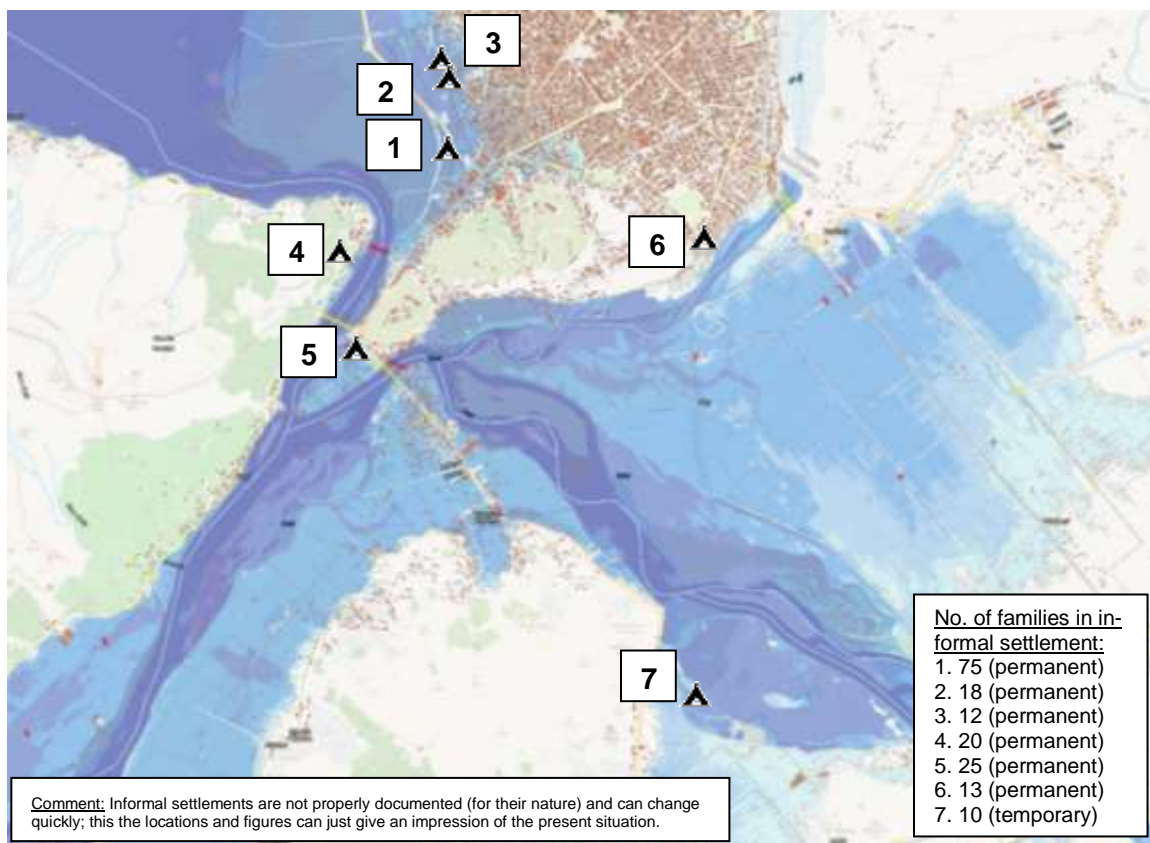 3
2
1
4
6
5
7
No. of families in in-
formal settlement:
1. 75 (permanent)
2. 18 (permanent)
3. 12 (permanent)
4. 20 (permanent)
5. 25 (permanent)
6. 13 (permanent)
7. 10 (temporary)
Comment: Informal settlements are not properly documented (for their nature) and can change
quickly; this the locations and figures can just give an impression of the present situation.